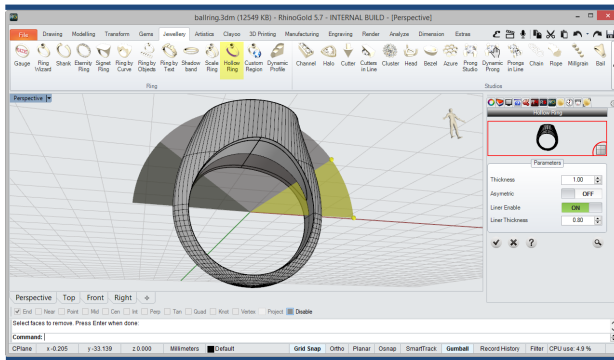 ballring.3dm (12549 KB) - RhinoGold 5.7 - INTERNAL BUILD - [Perspective]
File Drawing Modelling Transform Gems Jewellery Artistica Clayoo 3D Printing Manufacturing Engraving Render Analyze Dimension Extras
Gauge Ring Wizard Shank Eternity Ring Signet Ring Ring by Curve Ring by Objects Ring by Text Shadow band Scale Ring Hollow Ring Custom Region Dynamic Profile Channel Halo Cutter Cutters in Line Cluster Head Bezel Azure Prong Studio Dynamic Prong Prongs in Line Chain Rope Millgrain Bail
Ring Studios
Perspective
Hollow Ring
Parameters
Thickness 1.00
Asymetric OFF
Liner Enable ON
Liner Thickness 0.80
Perspective Top Front Right
End Near Point Mid Cen Int Perp Tan Quad Knot Vertex Project Disable
Select faces to remove. Press Enter when done.
Command:
CPlane x -0.205 y -33.139 z 0.000 Millimeters Default Grid Snap Ortho Planar Osnap SmartTrack Gumball Record History Filter CPU use: 4.9 %